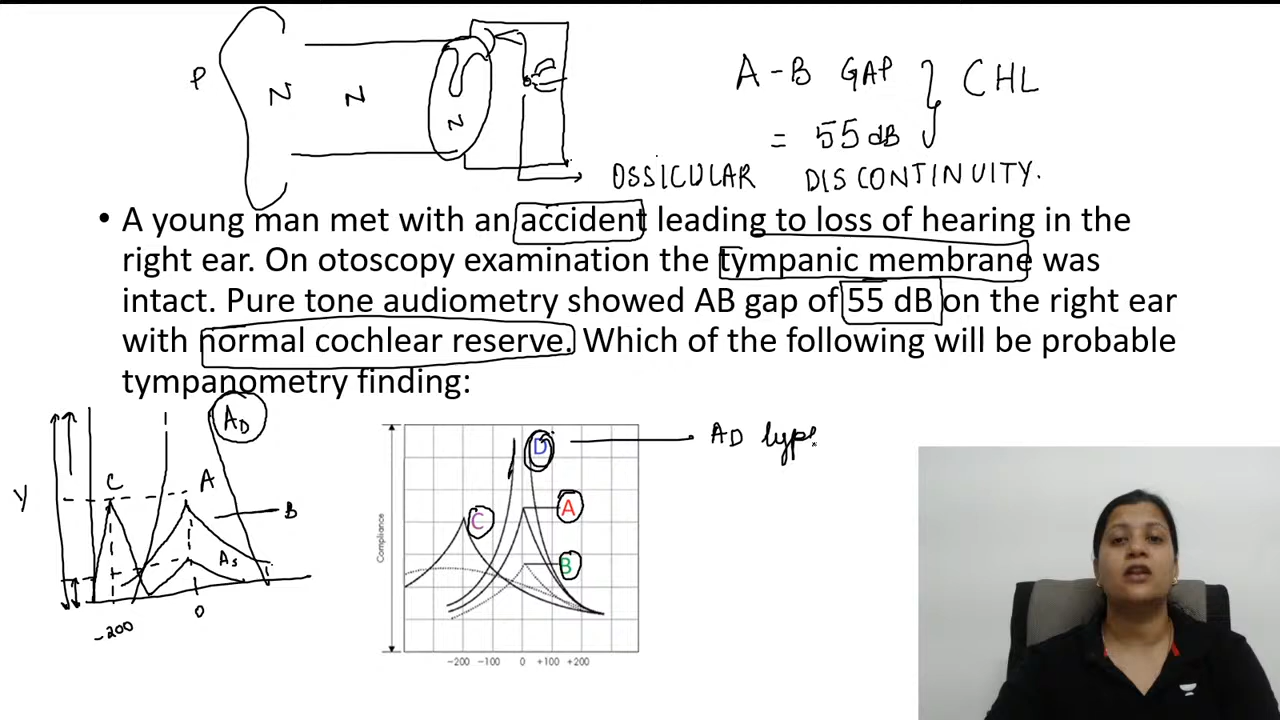 P
N
N
N
A-B GAP } CHL
= 55 dB
OSSICULAR DISCONTINUITY.
• A young man met with an accident leading to loss of hearing in the
right ear. On otoscopy examination the tympanic membrane was
intact. Pure tone audiometry showed AB gap of 55 dB on the right ear
with normal cochlear reserve. Which of the following will be probable
tympanometry finding:
AD
C
A
Y
B
As
-200
0
D
AD type
A
C
B
Compliance
-200 -100 0 +100 +200